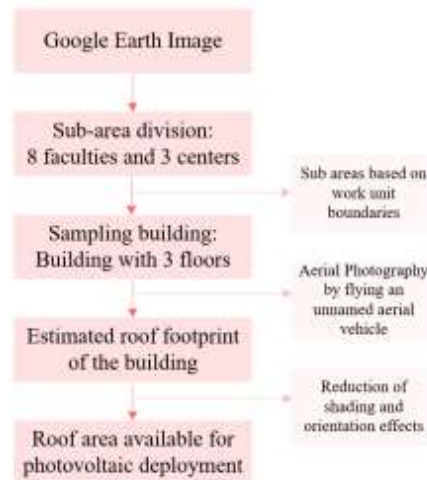 Google Earth Image
Sub-area division:
8 faculties and 3 centers
Sub areas based on
work unit
boundaries
Sampling building:
Building with 3 floors
Aerial Photography
by flying an
unnamed aerial
vehicle
Estimated roof footprint
of the building
Reduction of
shading and
orientation effects
Roof area available for
photovoltaic deployment